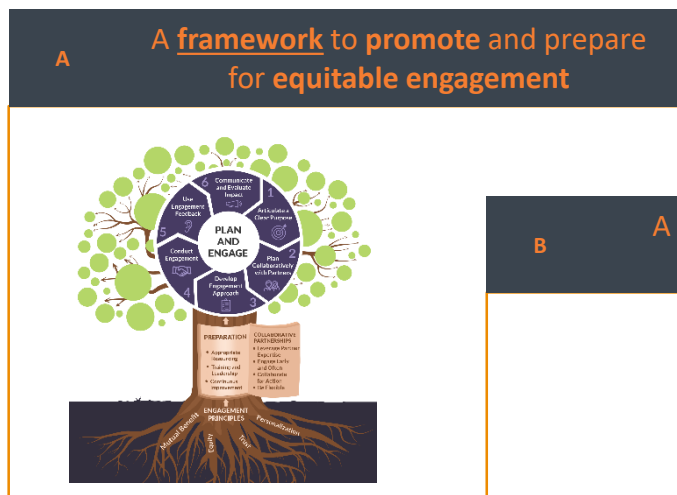 A
A framework to promote and prepare
for equitable engagement
6
Communicate
and Evaluate
Impact
1
Articulate a
Clear Purpose
2
Plan
Collaboratively
with Partners
3
Develop
Engagement
Approach
4
Conduct
Engagement
5
Use
Engagement
Feedback
PLAN
AND
ENGAGE
PREPARATION
• Appropriate
Resourcing
• Training and
Leadership
• Continuous
Improvement
COLLABORATIVE
PARTNERSHIPS
• Leverage Partner
Expertise
• Engage Early
and Often
• Collaborate
for Action
• Be Flexible
ENGAGEMENT
PRINCIPLES
Mutual Benefits
Equity
Trust
Personalization
B
A